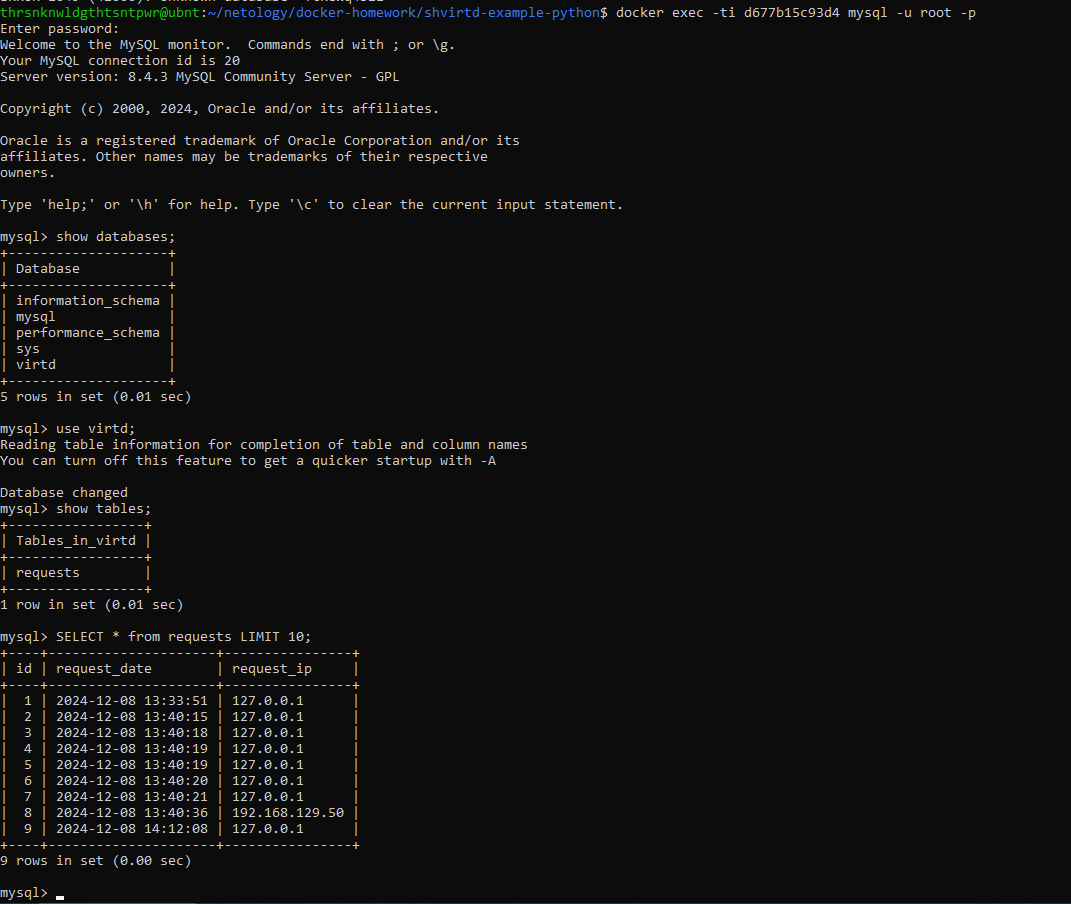 thrsnknwldgthtsntpwr@ubnt:~/netology/docker-homework/shvirtd-example-python$ docker exec -ti d677b15c93d4 mysql -u root -p
Enter password:
Welcome to the MySQL monitor.  Commands end with ; or \g.
Your MySQL connection id is 20
Server version: 8.4.3 MySQL Community Server - GPL

Copyright (c) 2000, 2024, Oracle and/or its affiliates.

Oracle is a registered trademark of Oracle Corporation and/or its
affiliates. Other names may be trademarks of their respective
owners.

Type 'help;' or '\h' for help. Type '\c' to clear the current input statement.

mysql> show databases;
+--------------------+
| Database           |
+--------------------+
| information_schema |
| mysql              |
| performance_schema |
| sys                |
| virtd              |
+--------------------+
5 rows in set (0.01 sec)

mysql> use virtd;
Reading table information for completion of table and column names
You can turn off this feature to get a quicker startup with -A

Database changed
mysql> show tables;
+-----------------+
| Tables_in_virtd |
+-----------------+
| requests        |
+-----------------+
1 row in set (0.01 sec)

mysql> SELECT * from requests LIMIT 10;
+----+---------------------+----------------+
| id | request_date        | request_ip     |
+----+---------------------+----------------+
|  1 | 2024-12-08 13:33:51 | 127.0.0.1      |
|  2 | 2024-12-08 13:40:15 | 127.0.0.1      |
|  3 | 2024-12-08 13:40:18 | 127.0.0.1      |
|  4 | 2024-12-08 13:40:19 | 127.0.0.1      |
|  5 | 2024-12-08 13:40:19 | 127.0.0.1      |
|  6 | 2024-12-08 13:40:20 | 127.0.0.1      |
|  7 | 2024-12-08 13:40:21 | 127.0.0.1      |
|  8 | 2024-12-08 13:40:36 | 192.168.129.50 |
|  9 | 2024-12-08 14:12:08 | 127.0.0.1      |
+----+---------------------+----------------+
9 rows in set (0.00 sec)

mysql>